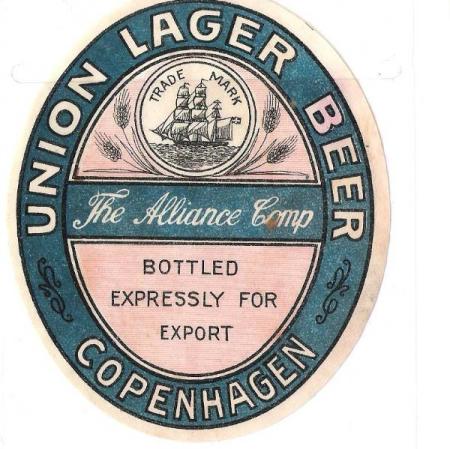 UNION LAGER BEER
TRADE MARK
The Alliance Comp
BOTTLED
EXPRESSLY FOR
EXPORT
COPENHAGEN